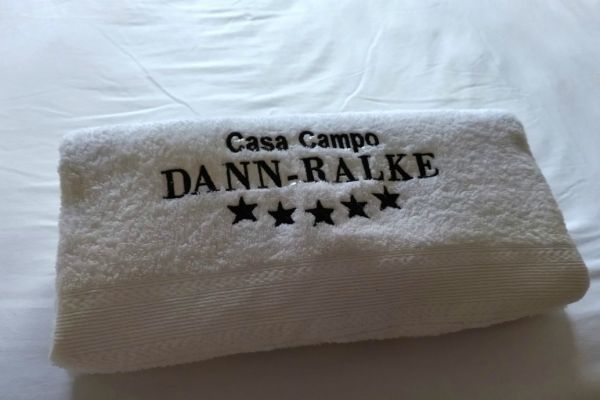 Casa Campo
DANN-RALKE
★★★★★